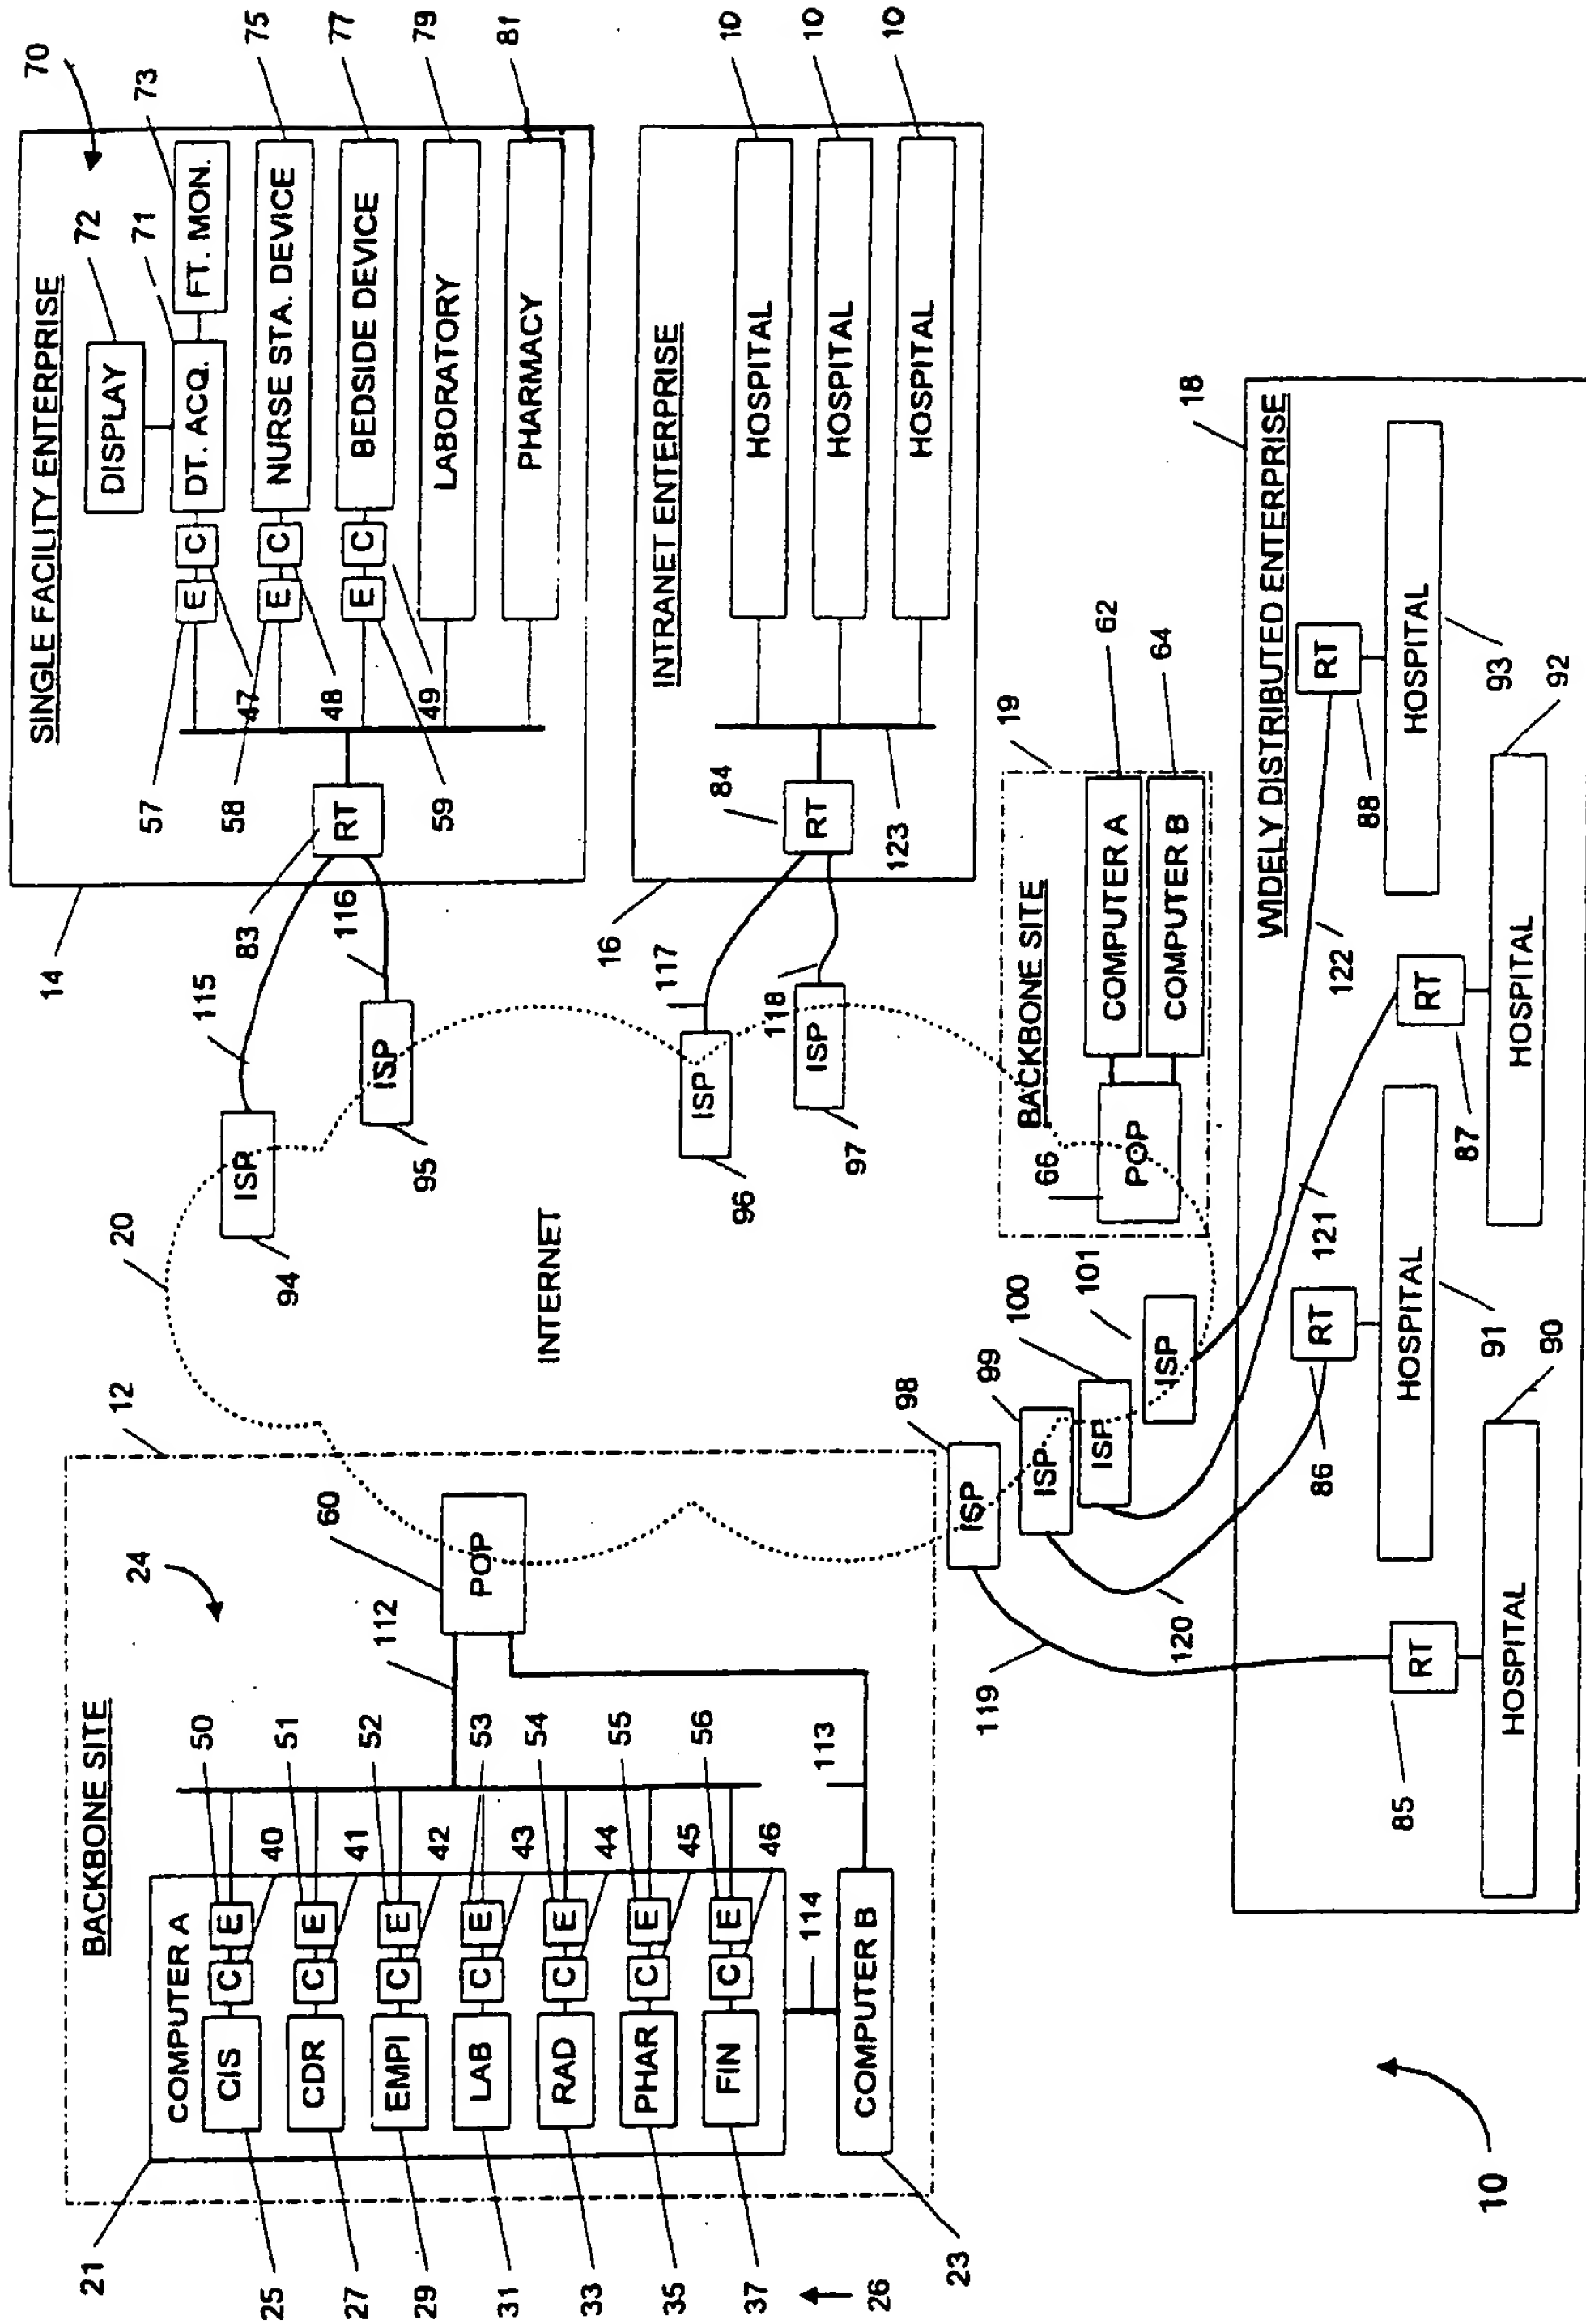 BACKBONE SITE
12
24
21
COMPUTER A
CIS
C
E
50
40
25
CDR
C
E
51
41
27
EMPI
C
E
52
42
29
LAB
C
E
53
43
31
RAD
C
E
54
44
33
PHAR
C
E
55
45
35
FIN
C
E
56
46
37
26
112
60
POP
113
114
COMPUTER B
23
20
INTERNET
ISP
94
ISP
95
ISP
96
ISP
97
ISP
98
ISP
99
ISP
100
ISP
101
115
116
117
118
SINGLE FACILITY ENTERPRISE
14
70
DISPLAY
72
71
73
E
C
DT. ACQ.
FT. MON.
57
47
E
C
NURSE STA. DEVICE
75
58
48
E
C
BEDSIDE DEVICE
77
59
49
LABORATORY
79
PHARMACY
81
RT
83
INTRANET ENTERPRISE
16
RT
84
123
HOSPITAL
10
HOSPITAL
10
HOSPITAL
10
BACKBONE SITE
19
66
POP
COMPUTER A
62
COMPUTER B
64
WIDELY DISTRIBUTED ENTERPRISE
18
119
120
121
122
RT
85
HOSPITAL
90
RT
86
HOSPITAL
91
RT
87
HOSPITAL
92
RT
88
HOSPITAL
93
10